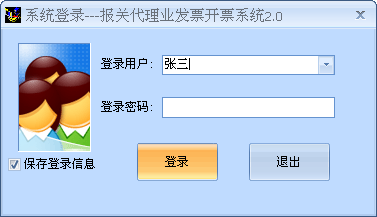 系统登录---报关代理业发票开票系统2.0
登录用户： 张三
登录密码：
保存登录信息
登录 退出